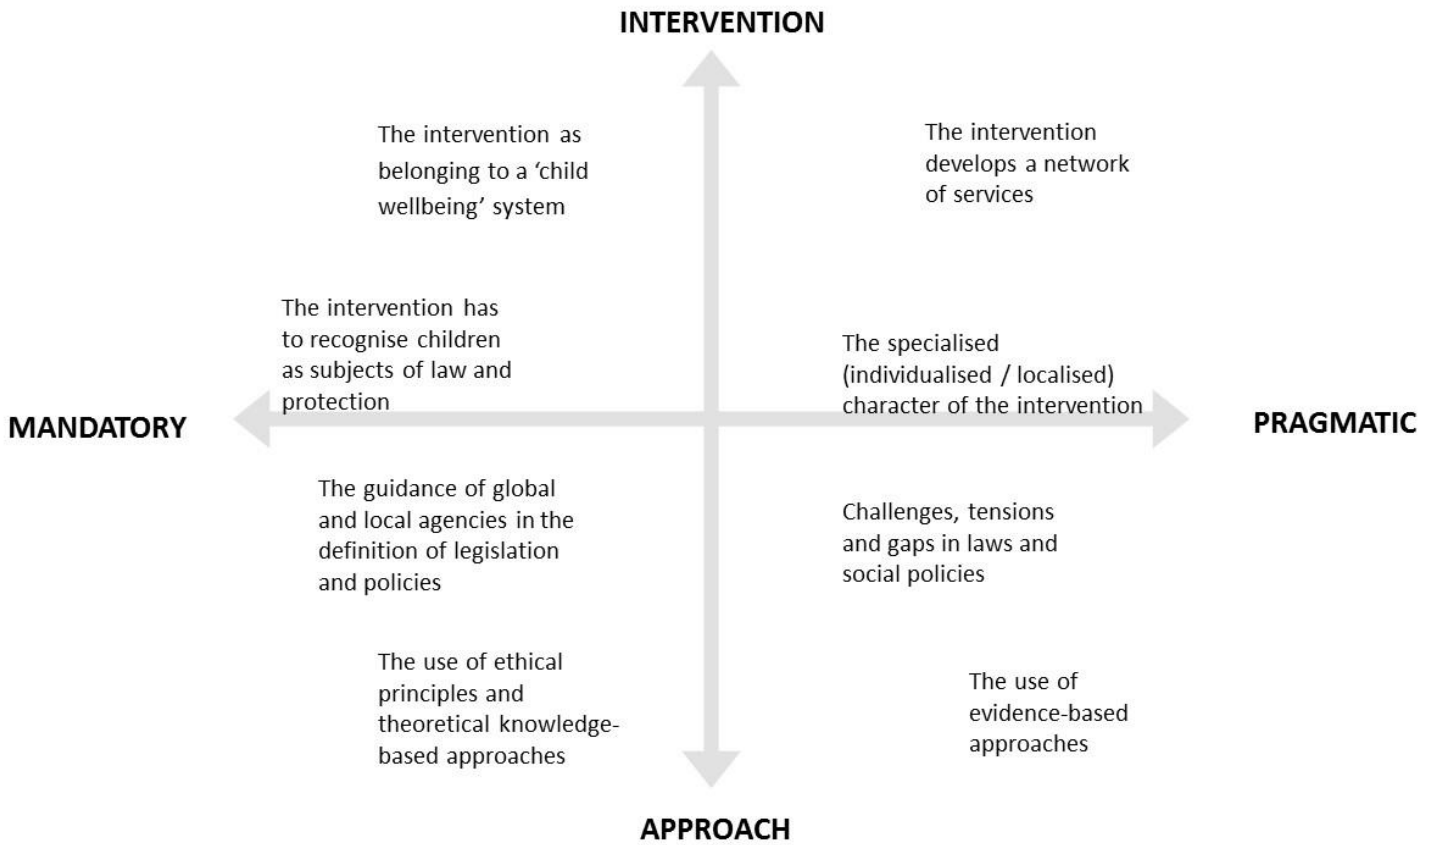 INTERVENTION
The intervention as
belonging to a ‘child
wellbeing’ system
The intervention
develops a network
of services
The intervention has
to recognise children
as subjects of law and
protection
The specialised
(individualised / localised)
character of the intervention
MANDATORY
PRAGMATIC
The guidance of global
and local agencies in the
definition of legislation
and policies
Challenges, tensions
and gaps in laws and
social policies
The use of ethical
principles and
theoretical knowledge-
based approaches
The use of
evidence-based
approaches
APPROACH